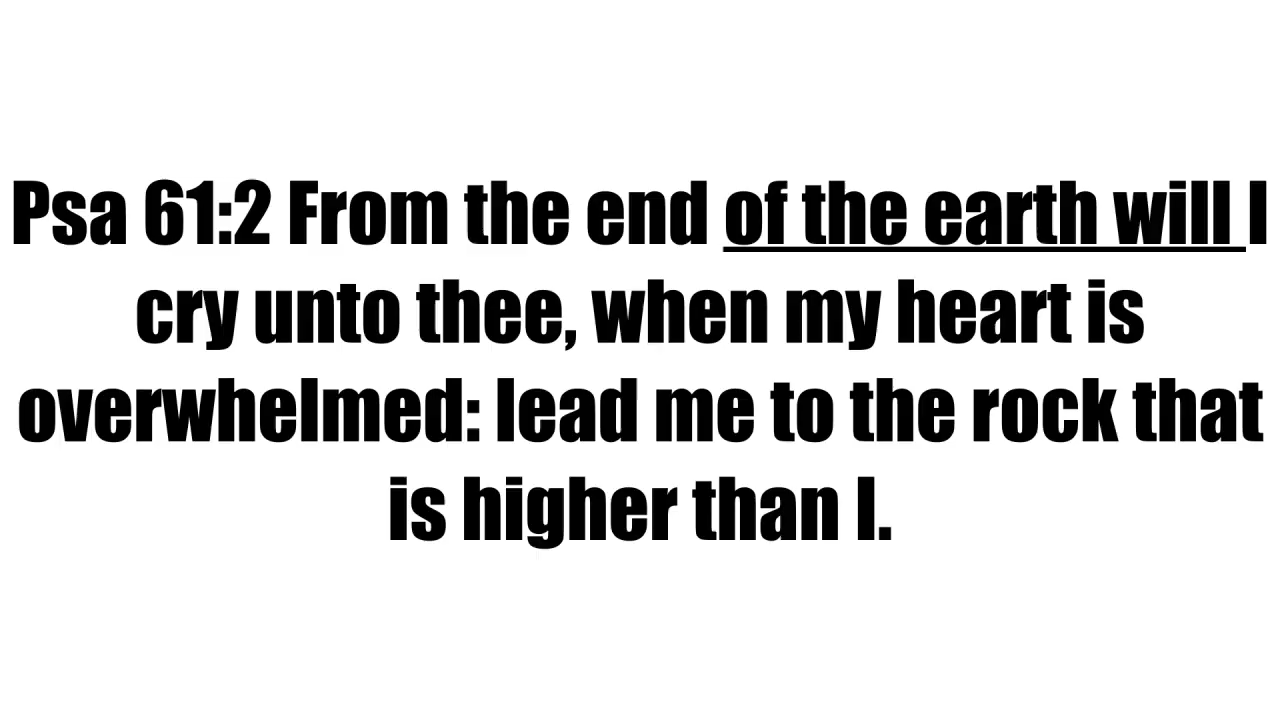 Psa 61:2 From the end of the earth will I
cry unto thee, when my heart is
overwhelmed: lead me to the rock that
is higher than I.